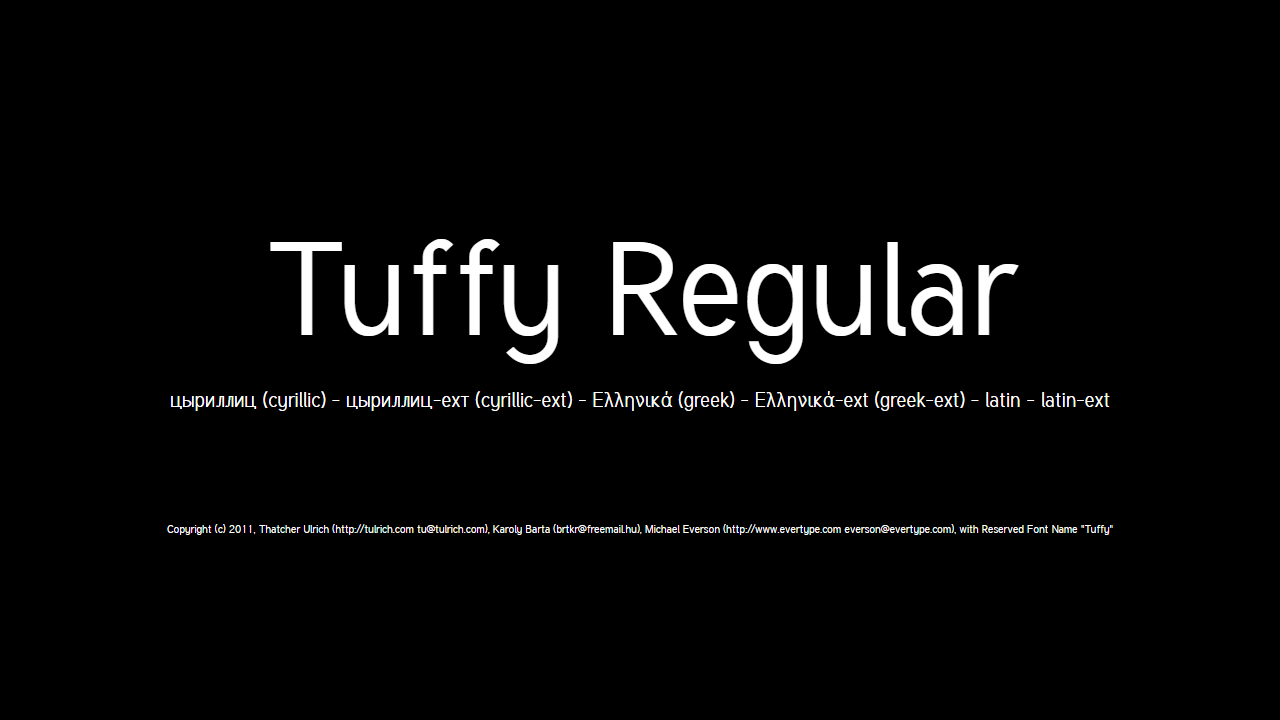 Tuffy Regular
цыриллиц (cyrillic) - цыриллиц-ехт (cyrillic-ext) - Ελληνικά (greek) - Ελληνικά-ext (greek-ext) - latin - latin-ext
Copyright (c) 2011, Thatcher Ulrich (http://tulrich.com tu@tulrich.com), Karoly Barta (brtkr@freemail.hu), Michael Everson (http://www.evertype.com everson@evertype.com), with Reserved Font Name "Tuffy"